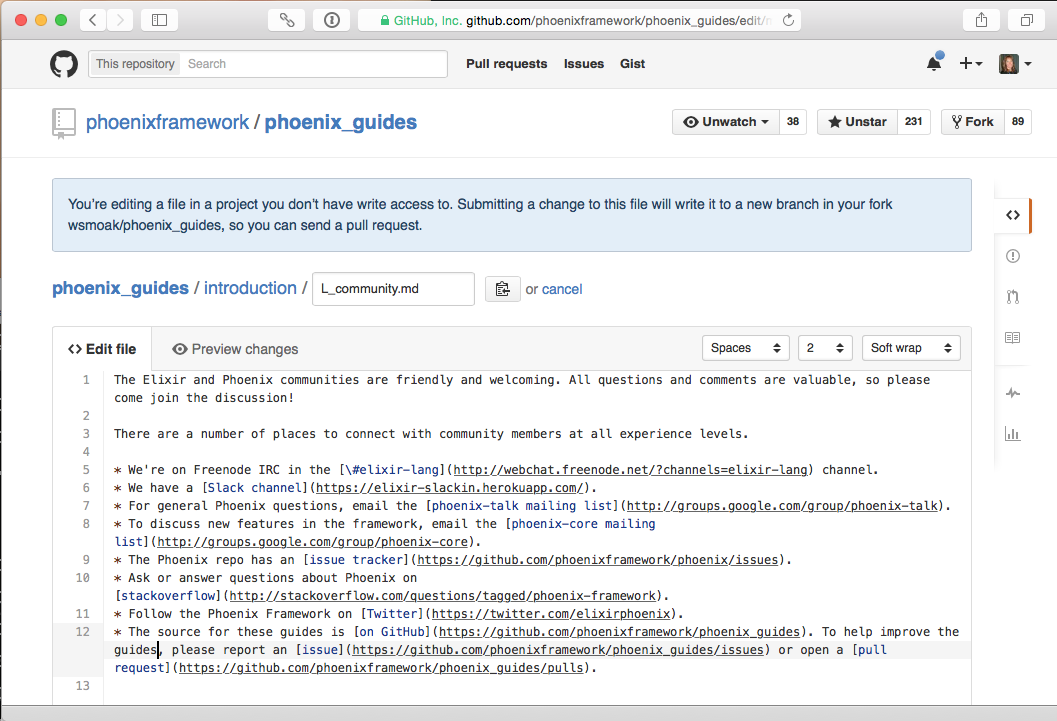 GitHub, Inc. github.com/phoenixframework/phoenix_guides/edit/
This repository Search Pull requests Issues Gist
phoenixframework / phoenix_guides Unwatch 38 Unstar 231 Fork 89
You're editing a file in a project you don't have write access to. Submitting a change to this file will write it to a new branch in your fork
wsmoak/phoenix_guides, so you can send a pull request.
phoenix_guides / introduction / L_community.md or cancel
<> Edit file Preview changes Spaces 2 Soft wrap
1 The Elixir and Phoenix communities are friendly and welcoming. All questions and comments are valuable, so please
come join the discussion!
2
3 There are a number of places to connect with community members at all experience levels.
4
5 * We're on Freenode IRC in the [\#elixir-lang](http://webchat.freenode.net/?channels=elixir-lang) channel.
6 * We have a [Slack channel](https://elixir-slackin.herokuapp.com/).
7 * For general Phoenix questions, email the [phoenix-talk mailing list](http://groups.google.com/group/phoenix-talk).
8 * To discuss new features in the framework, email the [phoenix-core mailing
list](http://groups.google.com/group/phoenix-core).
9 * The Phoenix repo has an [issue tracker](https://github.com/phoenixframework/phoenix/issues).
10 * Ask or answer questions about Phoenix on
[stackoverflow](http://stackoverflow.com/questions/tagged/phoenix-framework).
11 * Follow the Phoenix Framework on [Twitter](https://twitter.com/elixirphoenix).
12 * The source for these guides is [on GitHub](https://github.com/phoenixframework/phoenix_guides). To help improve the
guides, please report an [issue](https://github.com/phoenixframework/phoenix_guides/issues) or open a [pull
request](https://github.com/phoenixframework/phoenix_guides/pulls).
13